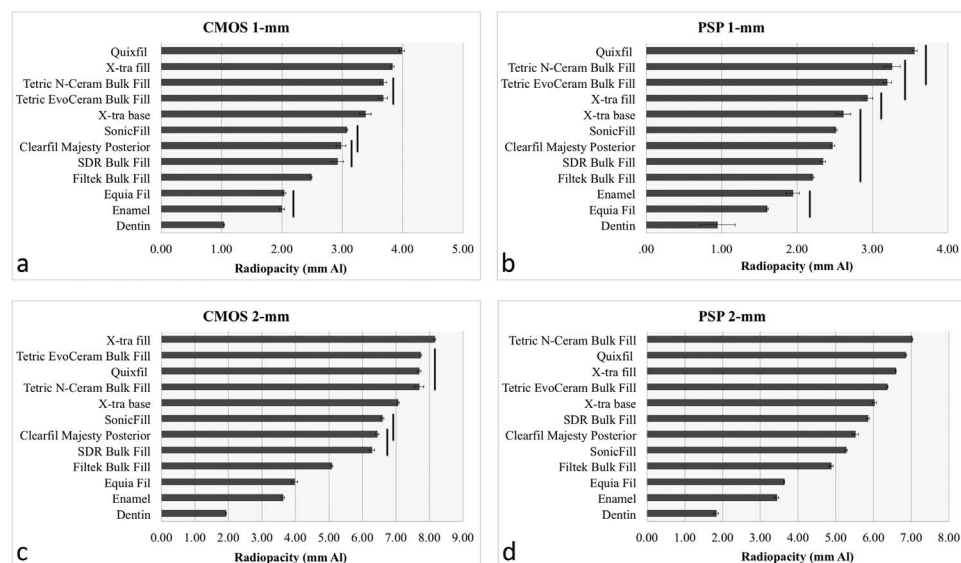 CMOS 1-mm
Quixfil
X-tra fill
Tetric N-Ceram Bulk Fill
Tetric EvoCeram Bulk Fill
X-tra base
SonicFill
Clearfil Majesty Posterior
SDR Bulk Fill
Filtek Bulk Fill
Equia Fil
Enamel
Dentin
0.00 1.00 2.00 3.00 4.00 5.00
Radiopacity (mm Al)
a
PSP 1-mm
Quixfil
Tetric N-Ceram Bulk Fill
Tetric EvoCeram Bulk Fill
X-tra fill
X-tra base
SonicFill
Clearfil Majesty Posterior
SDR Bulk Fill
Filtek Bulk Fill
Enamel
Equia Fil
Dentin
.00 1.00 2.00 3.00 4.00
Radiopacity (mm Al)
b
CMOS 2-mm
X-tra fill
Tetric EvoCeram Bulk Fill
Quixfil
Tetric N-Ceram Bulk Fill
X-tra base
SonicFill
Clearfil Majesty Posterior
SDR Bulk Fill
Filtek Bulk Fill
Equia Fil
Enamel
Dentin
0.00 1.00 2.00 3.00 4.00 5.00 6.00 7.00 8.00 9.00
Radiopacity (mm Al)
c
PSP 2-mm
Tetric N-Ceram Bulk Fill
Quixfil
X-tra fill
Tetric EvoCeram Bulk Fill
X-tra base
SDR Bulk Fill
Clearfil Majesty Posterior
SonicFill
Filtek Bulk Fill
Equia Fil
Enamel
Dentin
0.00 1.00 2.00 3.00 4.00 5.00 6.00 7.00 8.00
Radiopacity (mm Al)
d